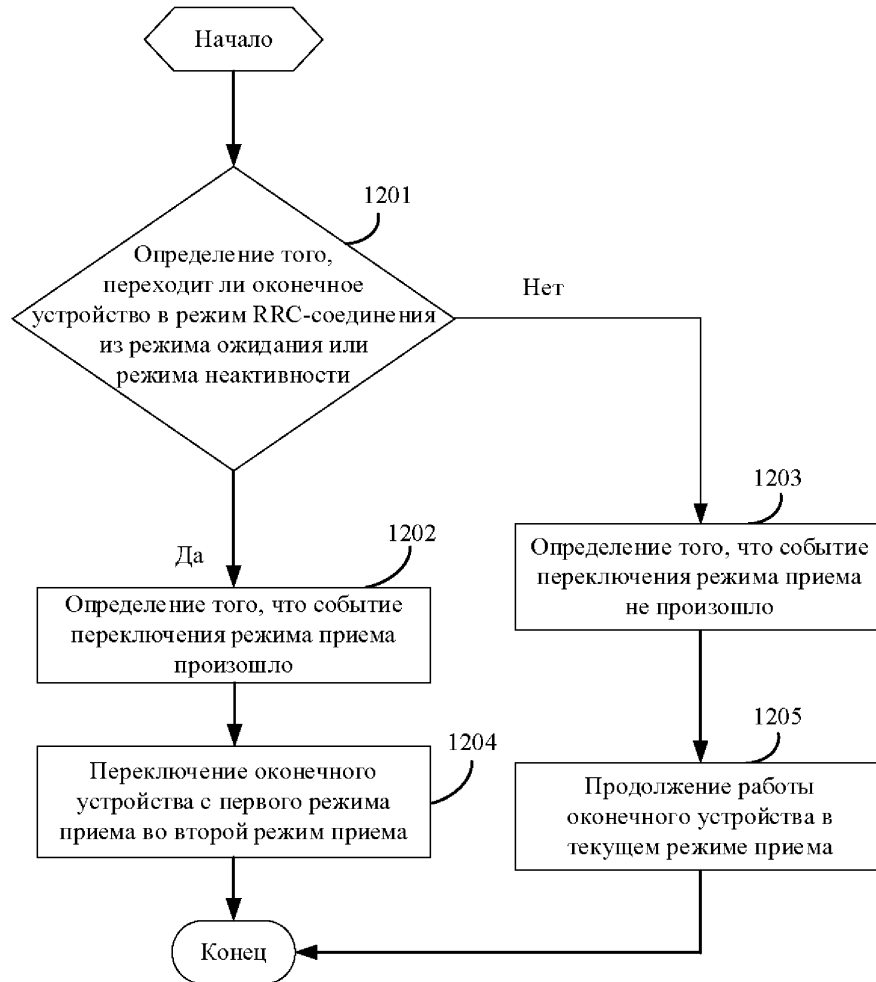 Начало
1201
Определение того,
переходит ли оконечное
устройство в режим RRC-соединения
из режима ожидания или
режима неактивности
Нет
Да
1202
Определение того, что событие
переключения режима приема
произошло
1203
Определение того, что событие
переключения режима приема
не произошло
1204
Переключение оконечного
устройства с первого режима
приема во второй режим приема
1205
Продолжение работы
оконечного устройства в
текущем режиме приема
Конец